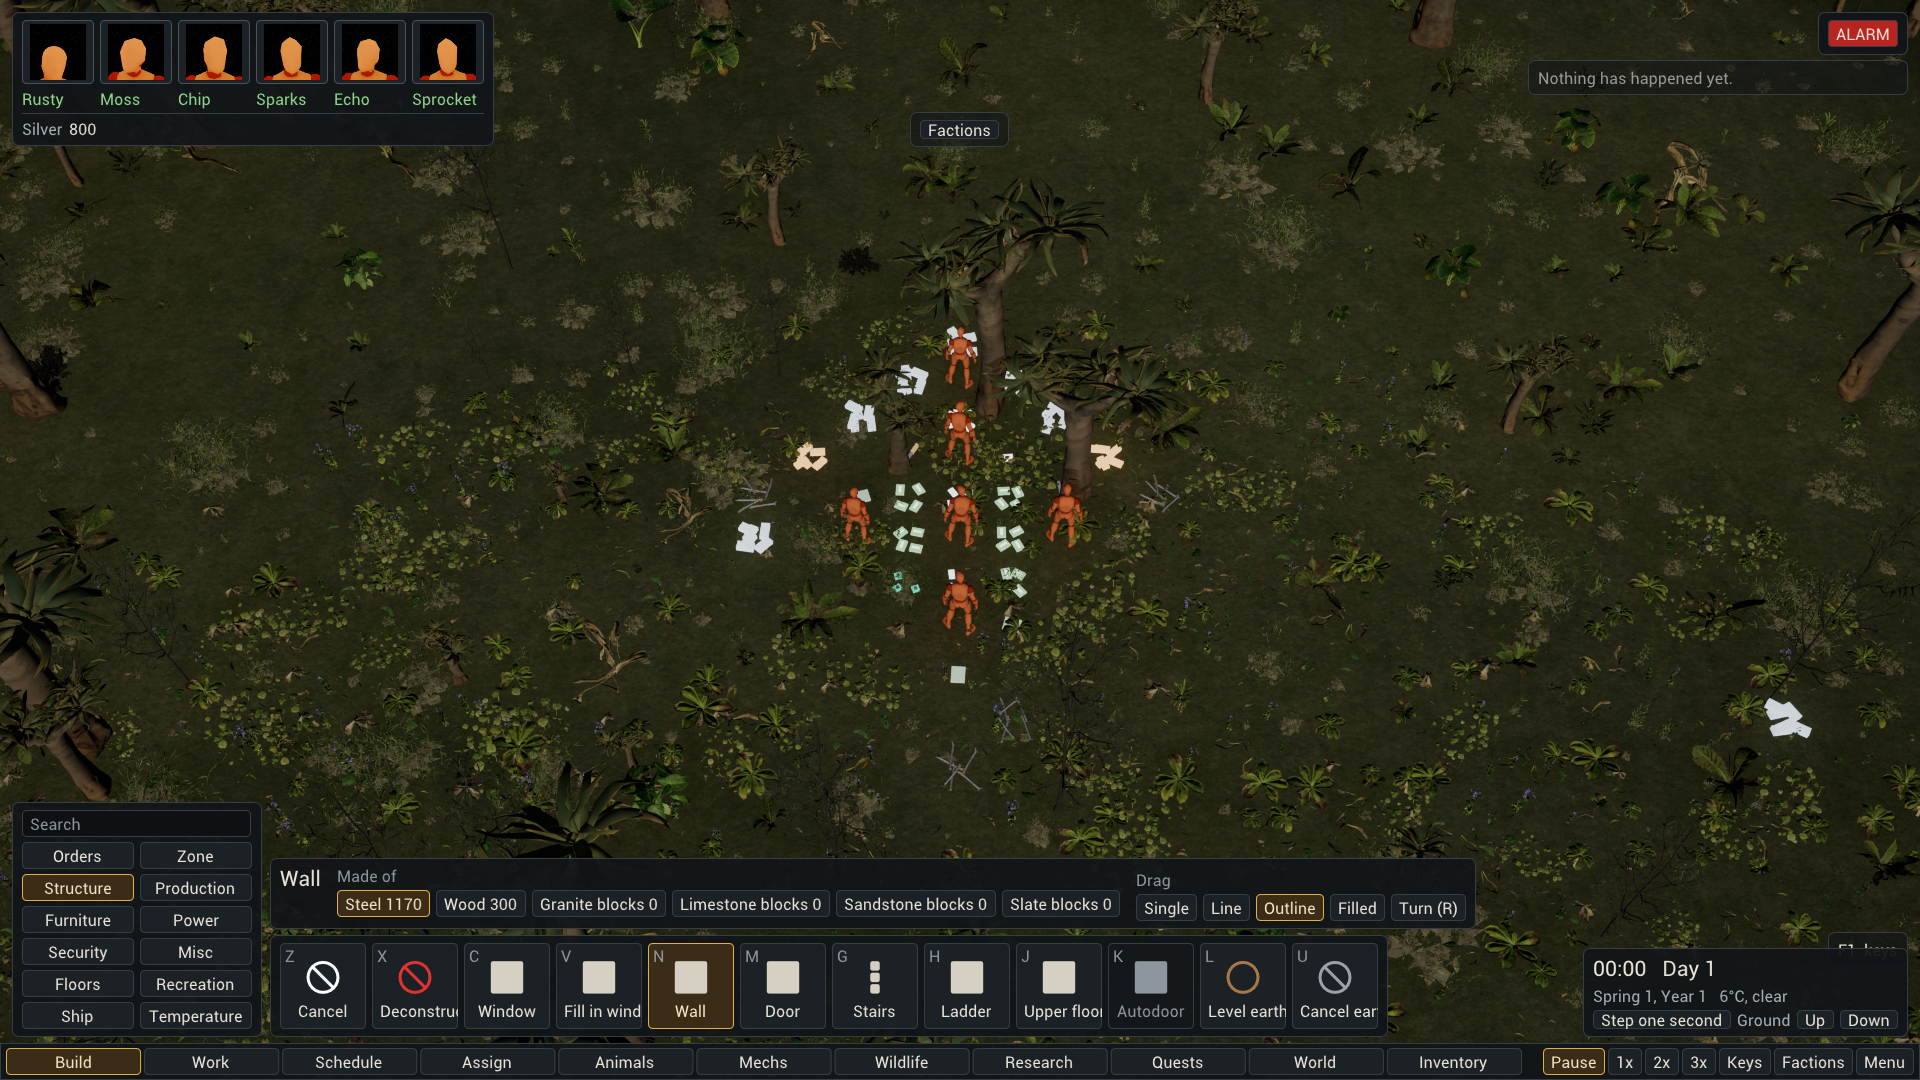 Rusty
Moss
Chip
Sparks
Echo
Sprocket
Silver 800
Factions
ALARM
Nothing has happened yet.
Search
Orders
Zone
Structure
Production
Furniture
Power
Security
Misc
Floors
Recreation
Ship
Temperature
Wall
Made of
Steel 1170
Wood 300
Granite blocks 0
Limestone blocks 0
Sandstone blocks 0
Slate blocks 0
Drag
Single
Line
Outline
Filled
Turn (R)
Z
Cancel
X
Deconstruc
C
Window
V
Fill in wind
N
Wall
M
Door
G
Stairs
H
Ladder
J
Upper floor
K
Autodoor
L
Level earth
U
Cancel ear
F1 keys
00:00 Day 1
Spring 1, Year 1 6°C, clear
Step one second
Ground
Up
Down
Build
Work
Schedule
Assign
Animals
Mechs
Wildlife
Research
Quests
World
Inventory
Pause
1x
2x
3x
Keys
Factions
Menu